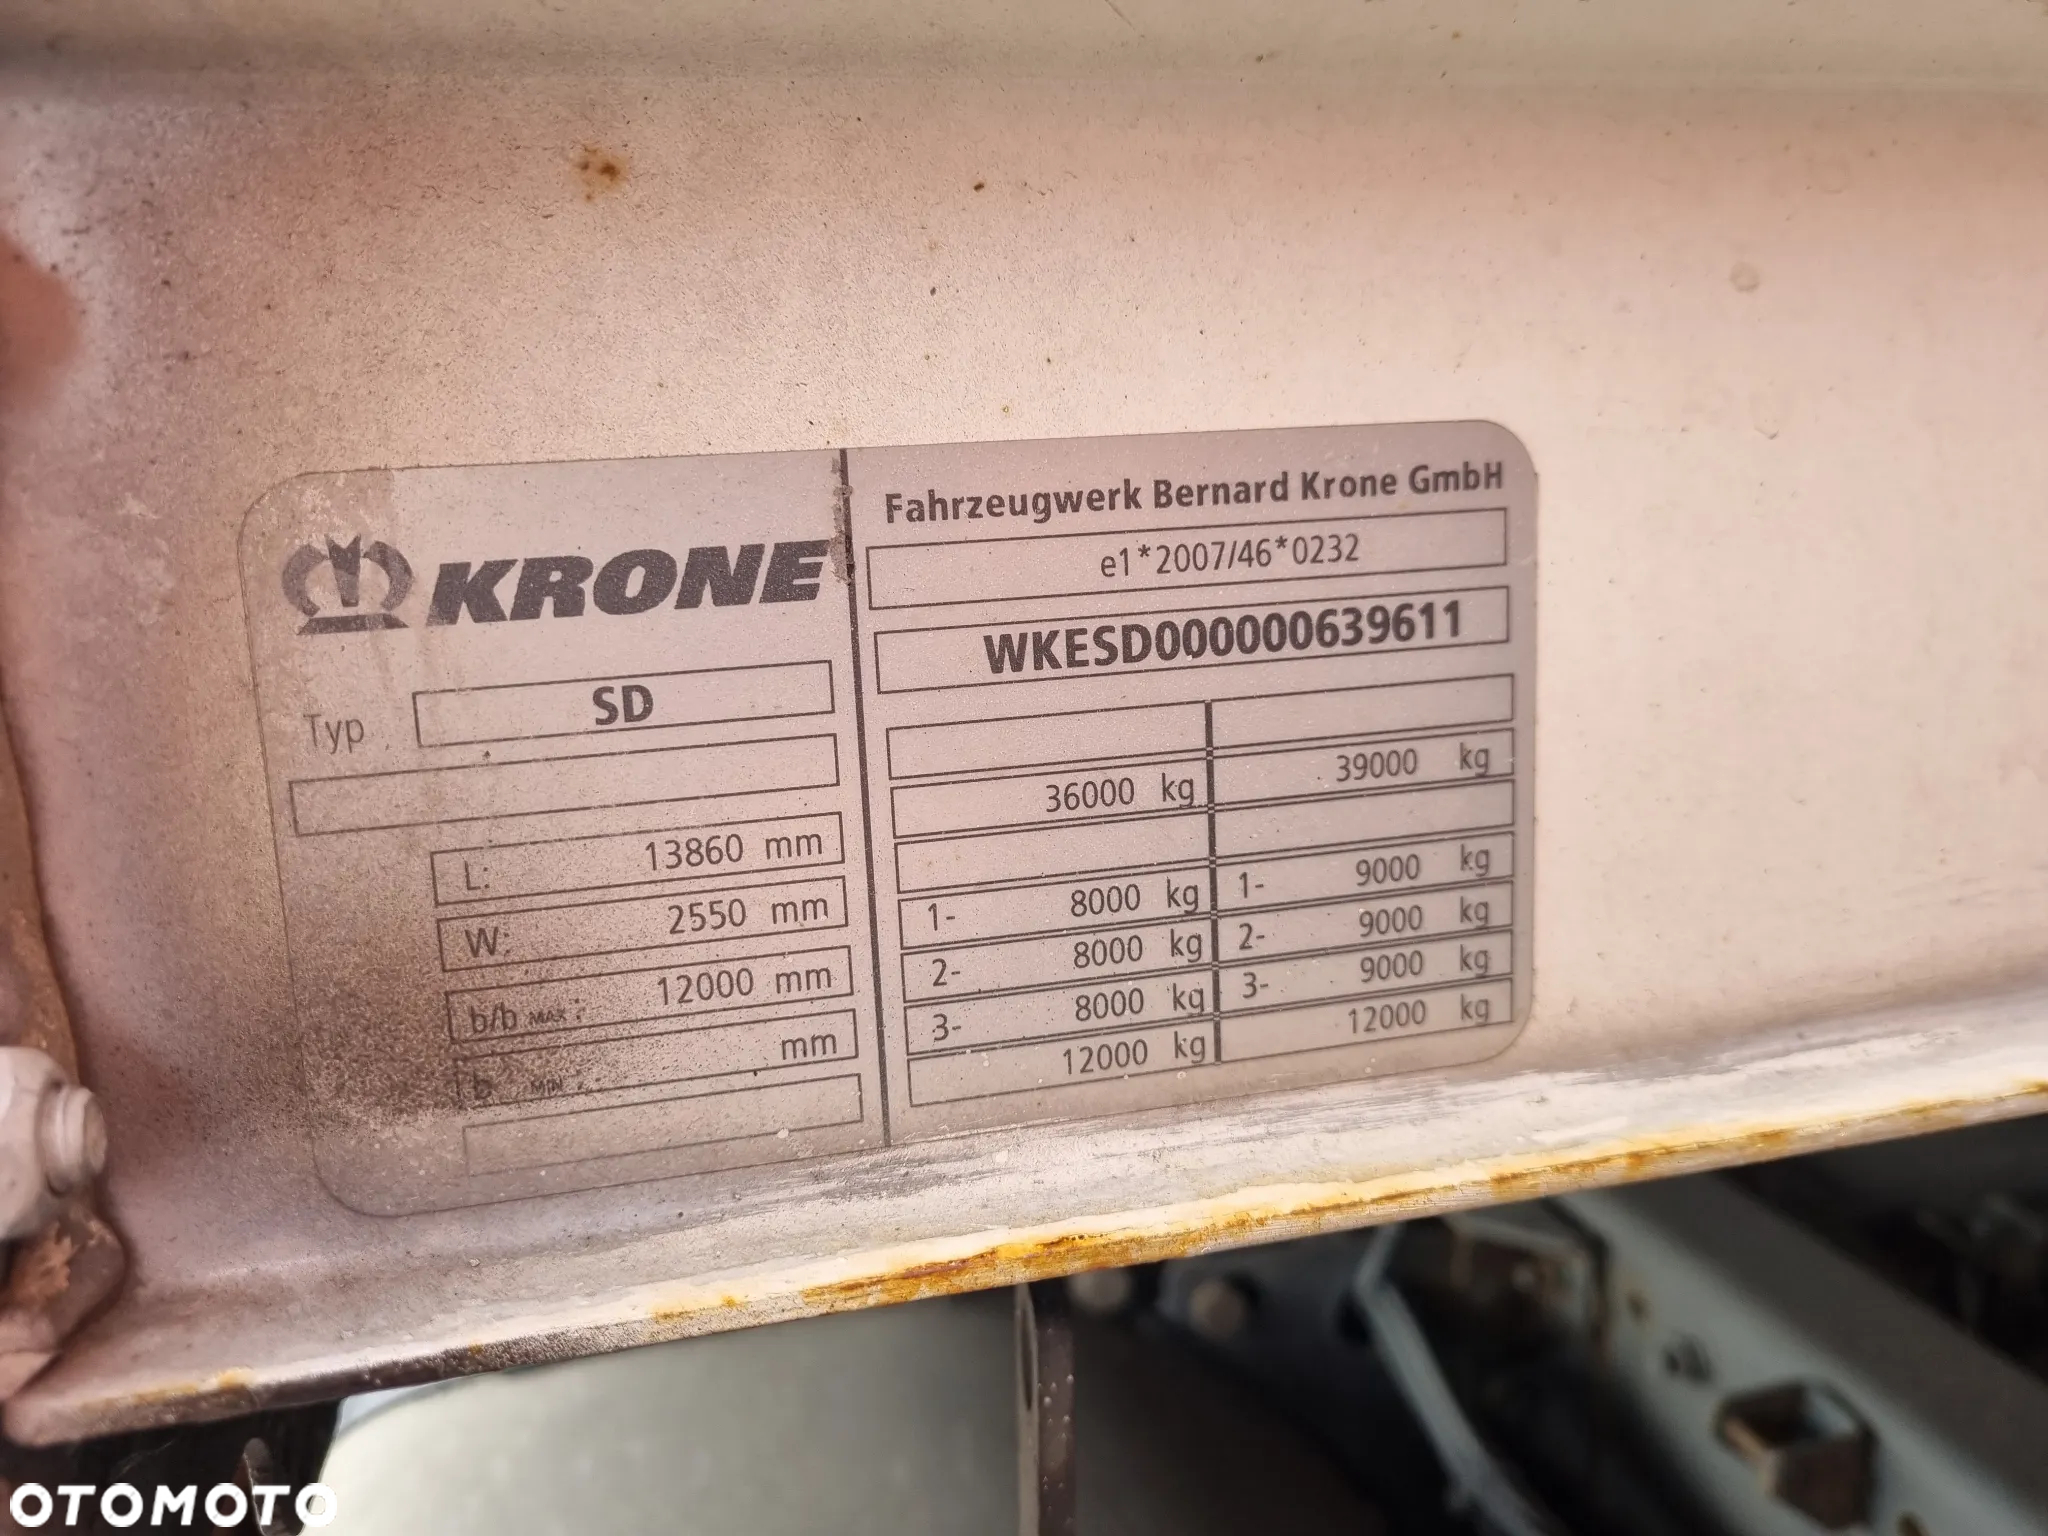 KRONE
Typ SD
L: 13860 mm
W: 2550 mm
b/b MAX : 12000 mm
b MIN : mm
Fahrzeugwerk Bernard Krone GmbH
e1*2007/46*0232
WKESD000000639611
36000 kg 39000 kg
1- 8000 kg 1- 9000 kg
2- 8000 kg 2- 9000 kg
3- 8000 kg 3- 9000 kg
12000 kg 12000 kg
OTOMOTO